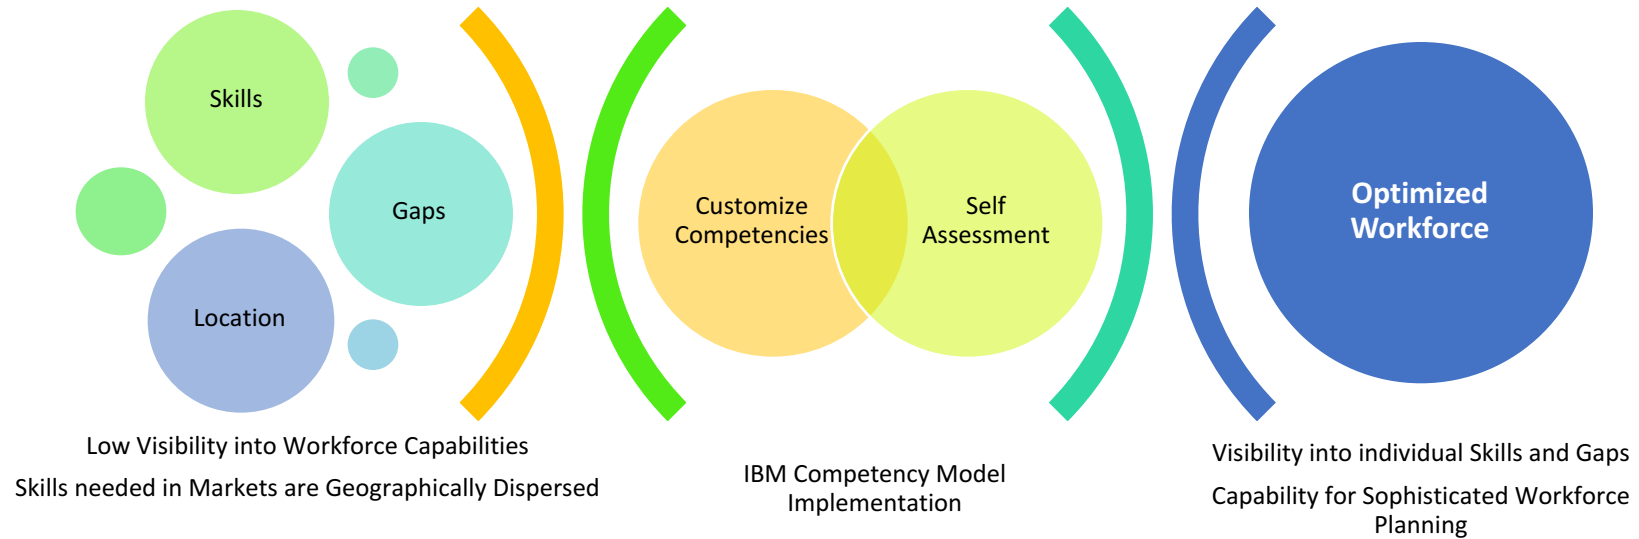 Skills
Gaps
Location
Low Visibility into Workforce Capabilities
Skills needed in Markets are Geographically Dispersed
Customize
Competencies
Self
Assessment
IBM Competency Model
Implementation
Optimized
Workforce
Visibility into individual Skills and Gaps
Capability for Sophisticated Workforce
Planning